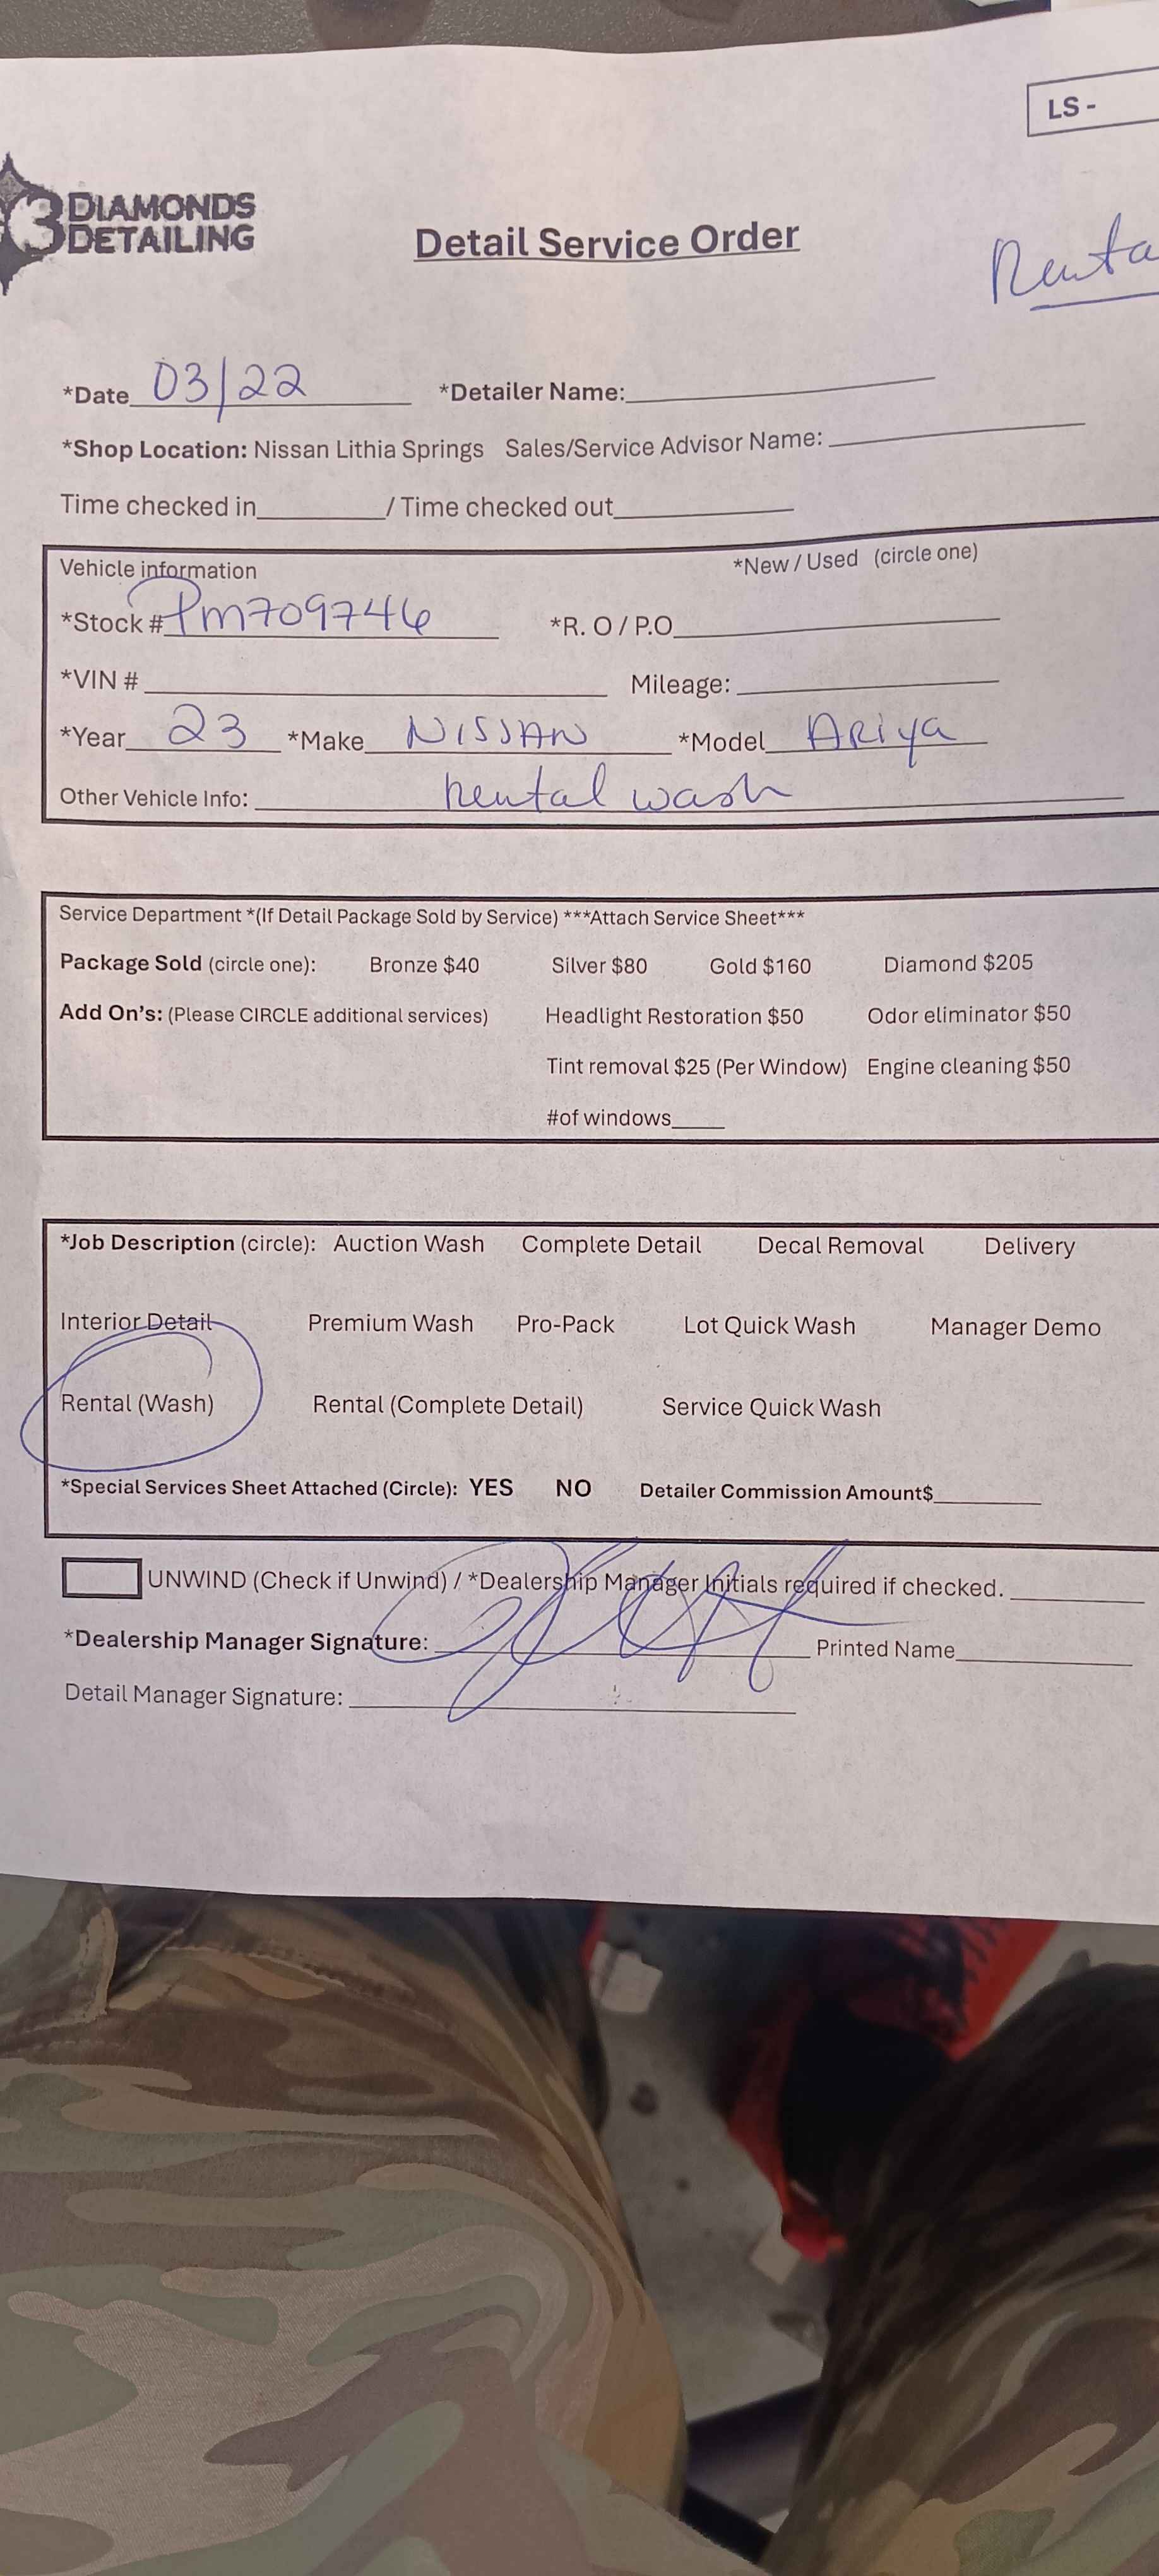 LS -
3 DIAMONDS
DETAILING
Detail Service Order
Renta
*Date 03/22 *Detailer Name:
*Shop Location: Nissan Lithia Springs Sales/Service Advisor Name:
Time checked in / Time checked out
Vehicle information *New / Used (circle one)
*Stock # PM709746 *R. O / P.O
*VIN # Mileage:
*Year 23 *Make NISSAN *Model ARiya
Other Vehicle Info: Rental wash
Service Department *(If Detail Package Sold by Service) ***Attach Service Sheet***
Package Sold (circle one): Bronze $40 Silver $80 Gold $160 Diamond $205
Add On's: (Please CIRCLE additional services) Headlight Restoration $50 Odor eliminator $50
Tint removal $25 (Per Window) Engine cleaning $50
#of windows
*Job Description (circle): Auction Wash Complete Detail Decal Removal Delivery
Interior Detail Premium Wash Pro-Pack Lot Quick Wash Manager Demo
Rental (Wash) Rental (Complete Detail) Service Quick Wash
*Special Services Sheet Attached (Circle): YES NO Detailer Commission Amount$
UNWIND (Check if Unwind) / *Dealership Manager Initials required if checked.
*Dealership Manager Signature: Printed Name
Detail Manager Signature: